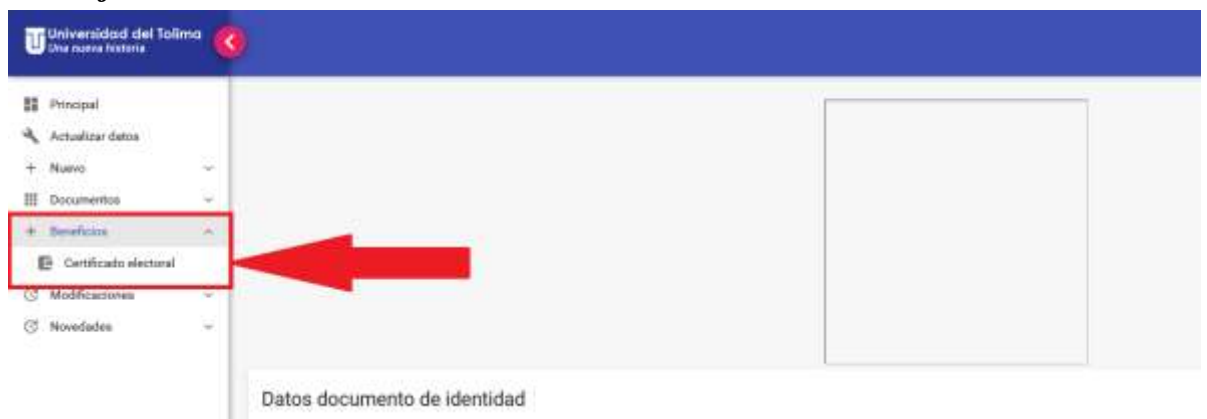 Universidad del Tolima
Una nueva historia
Principal
Actualizar datos
Nuevo
Documentos
Beneficios
Certificado electoral
Modificaciones
Novedades
Datos documento de identidad